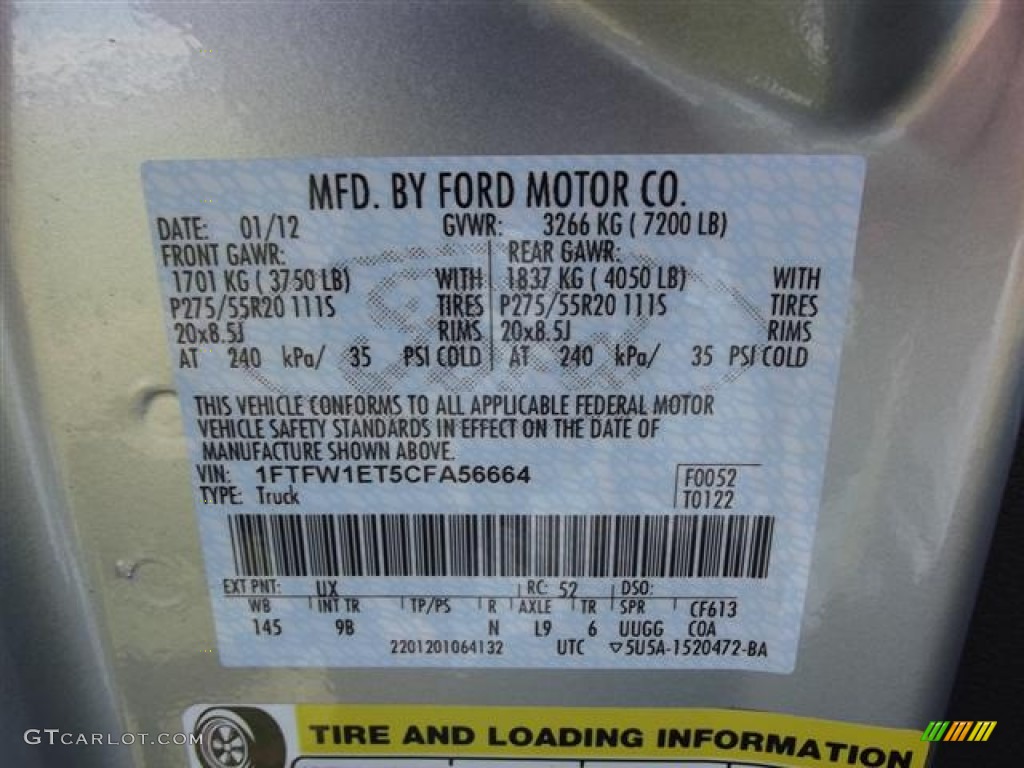 MFD. BY FORD MOTOR CO.
DATE: 01/12 GVWR: 3266 KG ( 7200 LB)
FRONT GAWR: REAR GAWR:
1701 KG ( 3750 LB) WITH 1837 KG ( 4050 LB) WITH
P275/55R20 111S TIRES P275/55R20 111S TIRES
20x8.5J RIMS 20x8.5J RIMS
AT 240 kPa/ 35 PSI COLD AT 240 kPa/ 35 PSI COLD
THIS VEHICLE CONFORMS TO ALL APPLICABLE FEDERAL MOTOR
VEHICLE SAFETY STANDARDS IN EFFECT ON THE DATE OF
MANUFACTURE SHOWN ABOVE.
VIN: 1FTFW1ET5CFA56664 F0052
TYPE: Truck T0122
EXT PNT: UX RC: 52 DSO:
WB INT TR TP/PS R AXLE TR SPR CF613
145 9B N L9 6 UUGG COA
2201201064132 UTC ▽5U5A-1520472-BA
TIRE AND LOADING INFORMATION
GTCARLOT.COM